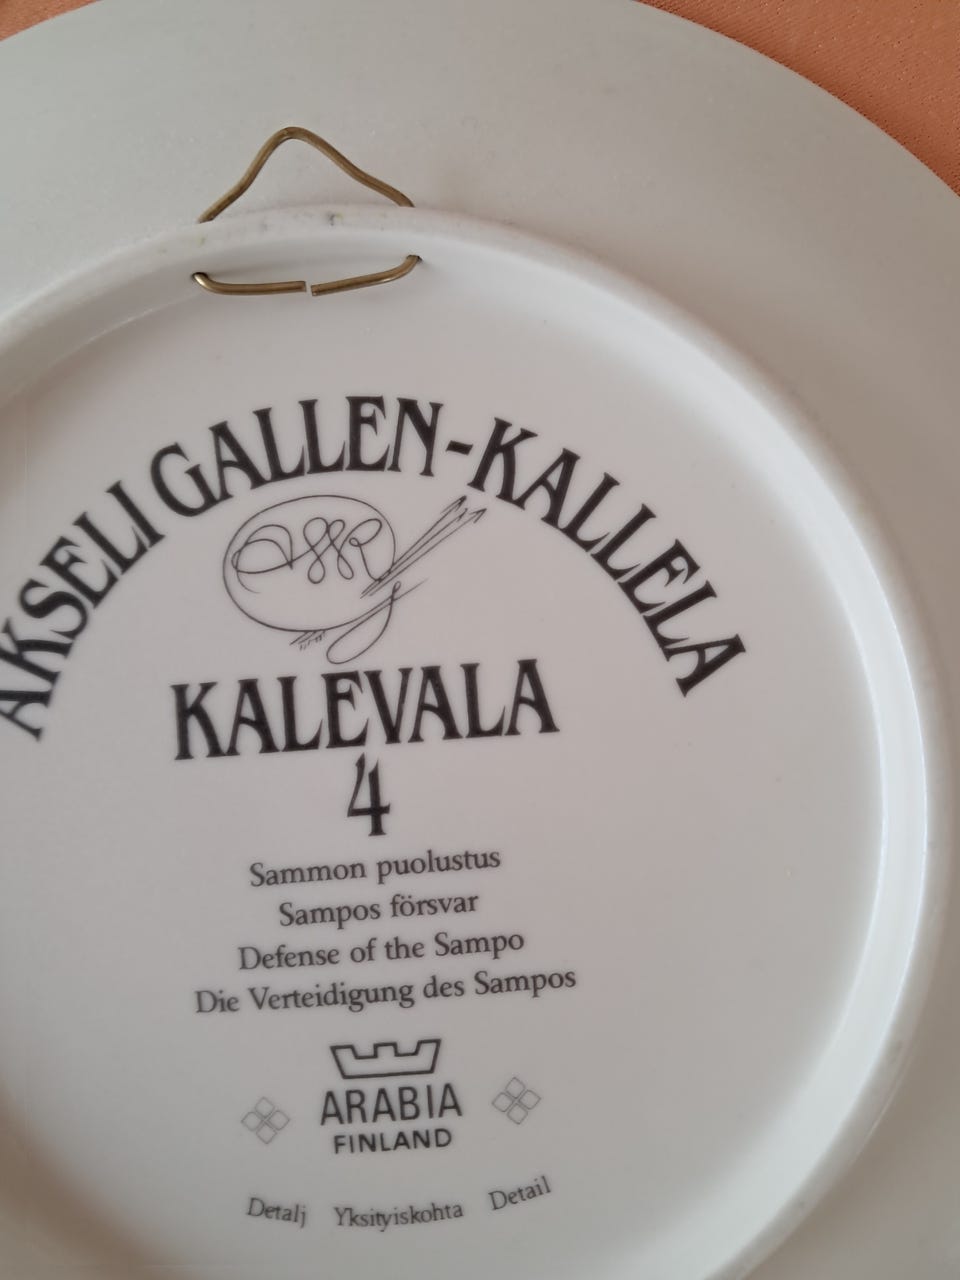 AKSELI GALLEN-KALLELA
KALEVALA
4
Sammon puolustus
Sampos försvar
Defense of the Sampo
Die Verteidigung des Sampos
ARABIA
FINLAND
Detalj Yksityiskohta Detail